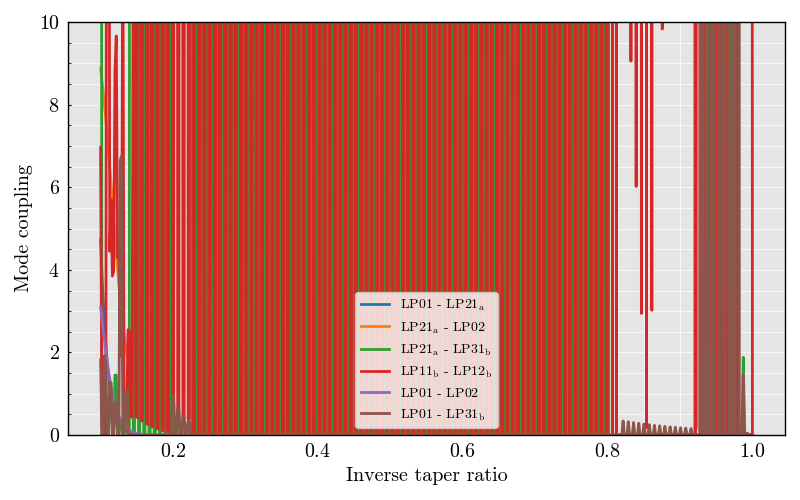 10
8
6
4
2
0
Mode coupling
LP01 - LP21a
LP21a - LP02
LP21a - LP31b
LP11b - LP12b
LP01 - LP02
LP01 - LP31b
0.2 0.4 0.6 0.8 1.0
Inverse taper ratio